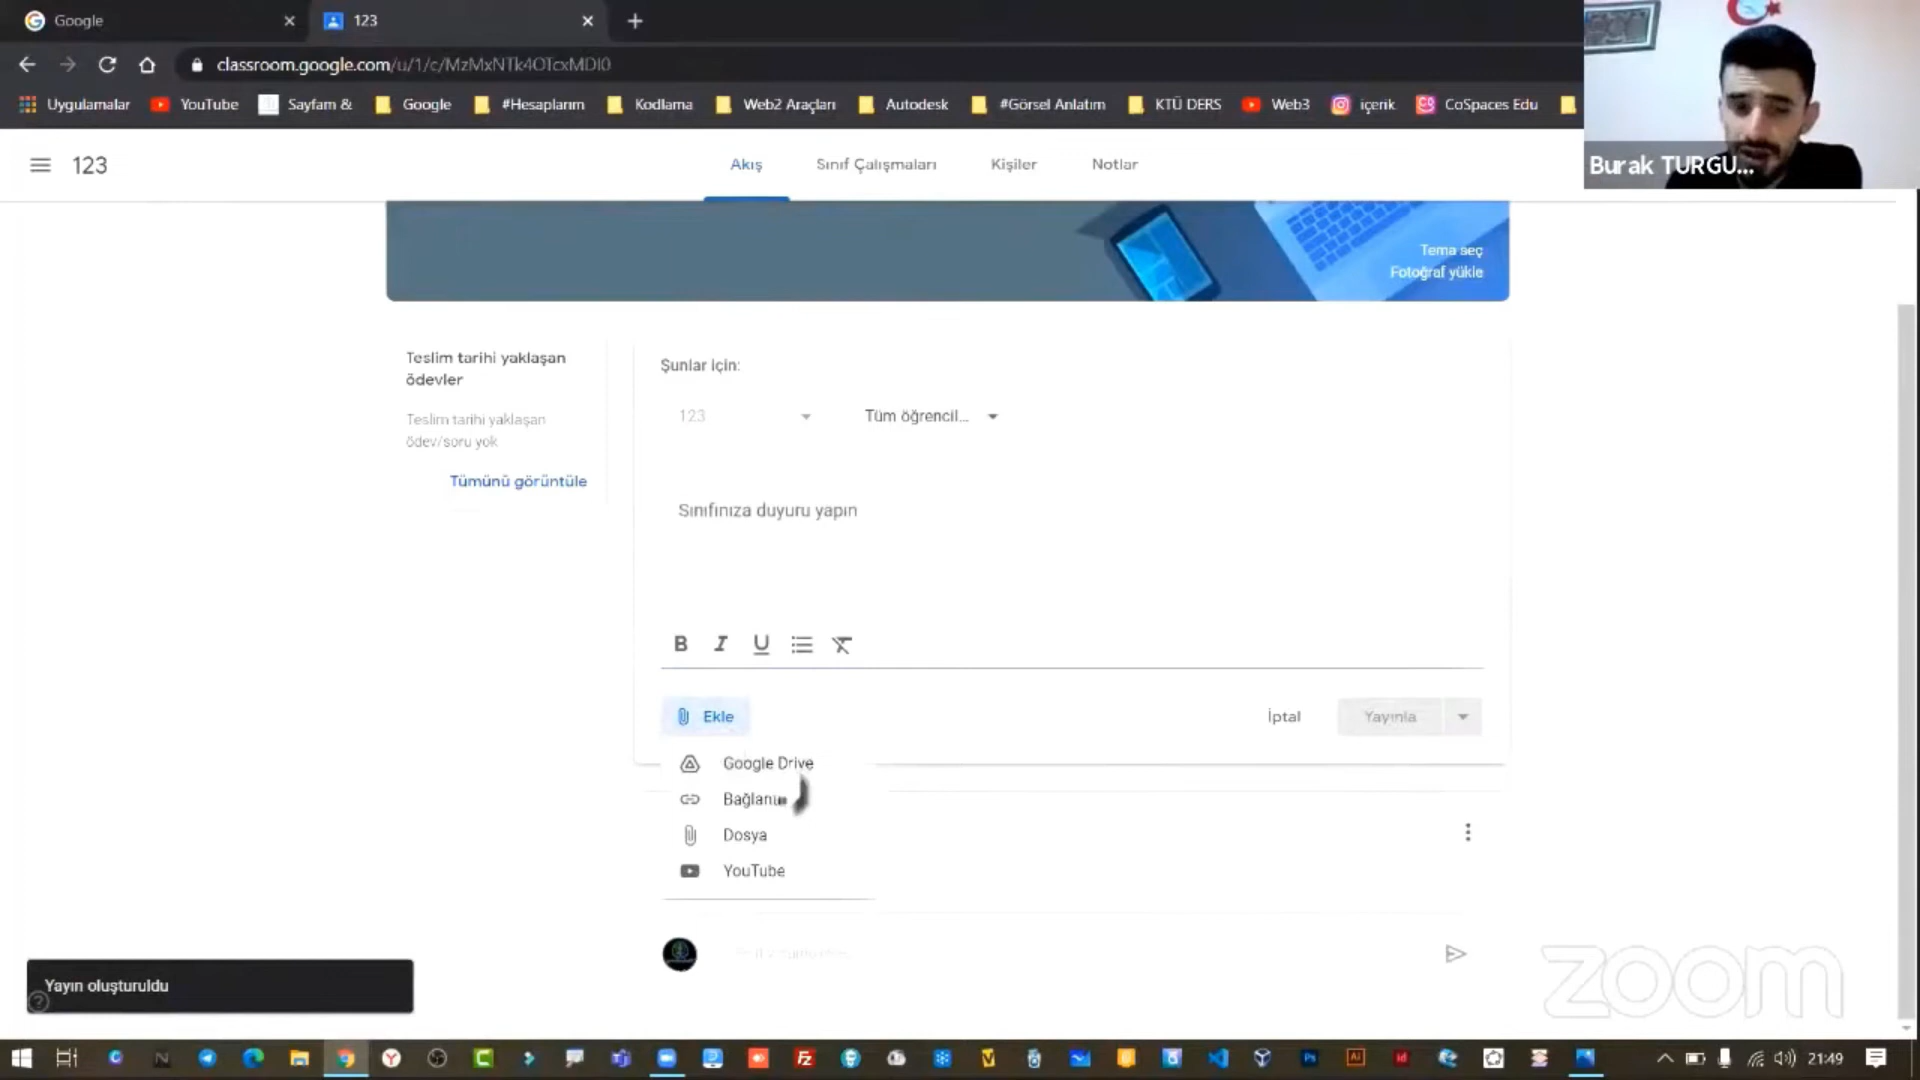 Google
123
classroom.google.com/u/1/c/MzMxNTk4OTcxMDI0
Uygulamalar
YouTube
Sayfam &
Google
#Hesaplarım
Kodlama
Web2 Araçları
Autodesk
#Görsel Anlatım
KTÜ DERS
Web3
içerik
CoSpaces Edu
Burak TURGU...
123
Akış
Sınıf Çalışmaları
Kişiler
Notlar
Tema seç
Fotoğraf yükle
Teslim tarihi yaklaşan
ödevler
Teslim tarihi yaklaşan
ödev/soru yok
Tümünü görüntüle
Şunlar için:
123
Tüm öğrencil...
Sınıfınıza duyuru yapın
B I U
Ekle
İptal
Yayınla
Google Drive
Dosya
YouTube
Yayın oluşturuldu
zoom
21:49